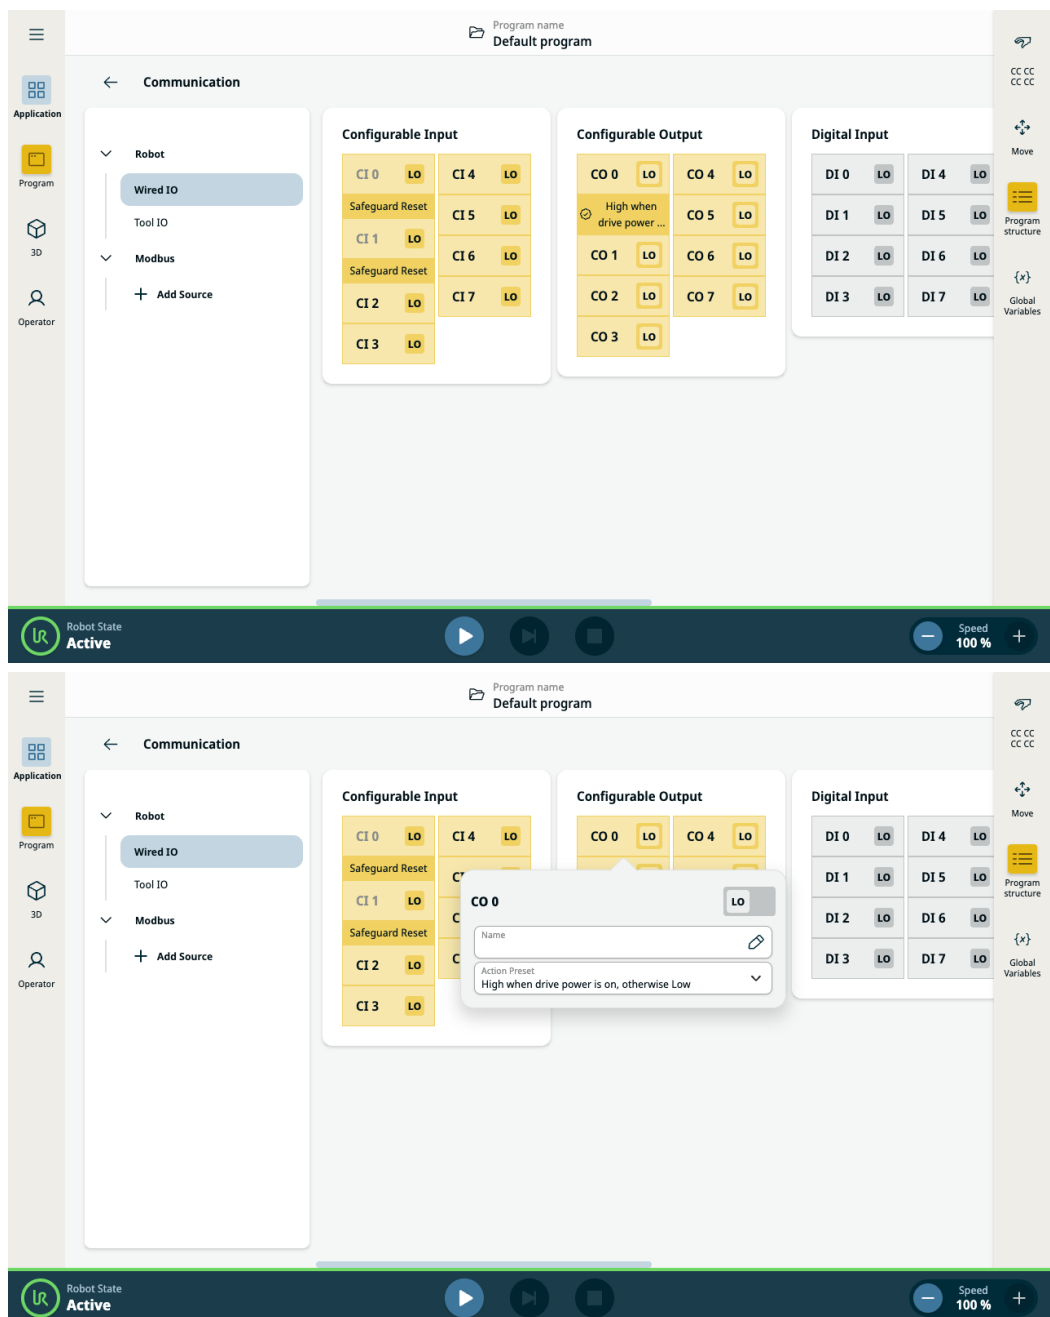 Program name
Default program
Application
Program
3D
Operator
Communication
Robot
Wired IO
Tool IO
Modbus
Add Source
Configurable Input
CI 0 LO CI 4 LO
Safeguard Reset
CI 5 LO
CI 1 LO
CI 6 LO
Safeguard Reset
CI 2 LO CI 7 LO
CI 3 LO
Configurable Output
CO 0 LO CO 4 LO
High when
drive power ...
CO 5 LO
CO 1 LO CO 6 LO
CO 2 LO CO 7 LO
CO 3 LO
Digital Input
DI 0 LO DI 4 LO
DI 1 LO DI 5 LO
DI 2 LO DI 6 LO
DI 3 LO DI 7 LO
CC CC
CC CC
Move
Program
structure
{x}
Global
Variables
UR
Robot State
Active
Speed
100 %
Program name
Default program
Application
Program
3D
Operator
Communication
Robot
Wired IO
Tool IO
Modbus
Add Source
Configurable Input
CI 0 LO CI 4 LO
Safeguard Reset
CI 1 LO
Safeguard Reset
CI 2 LO
CI 3 LO
Configurable Output
CO 0 LO CO 4 LO
CO 0 LO
Name
Action Preset
High when drive power is on, otherwise Low
Digital Input
DI 0 LO DI 4 LO
DI 1 LO DI 5 LO
DI 2 LO DI 6 LO
DI 3 LO DI 7 LO
CC CC
CC CC
Move
Program
structure
{x}
Global
Variables
UR
Robot State
Active
Speed
100 %